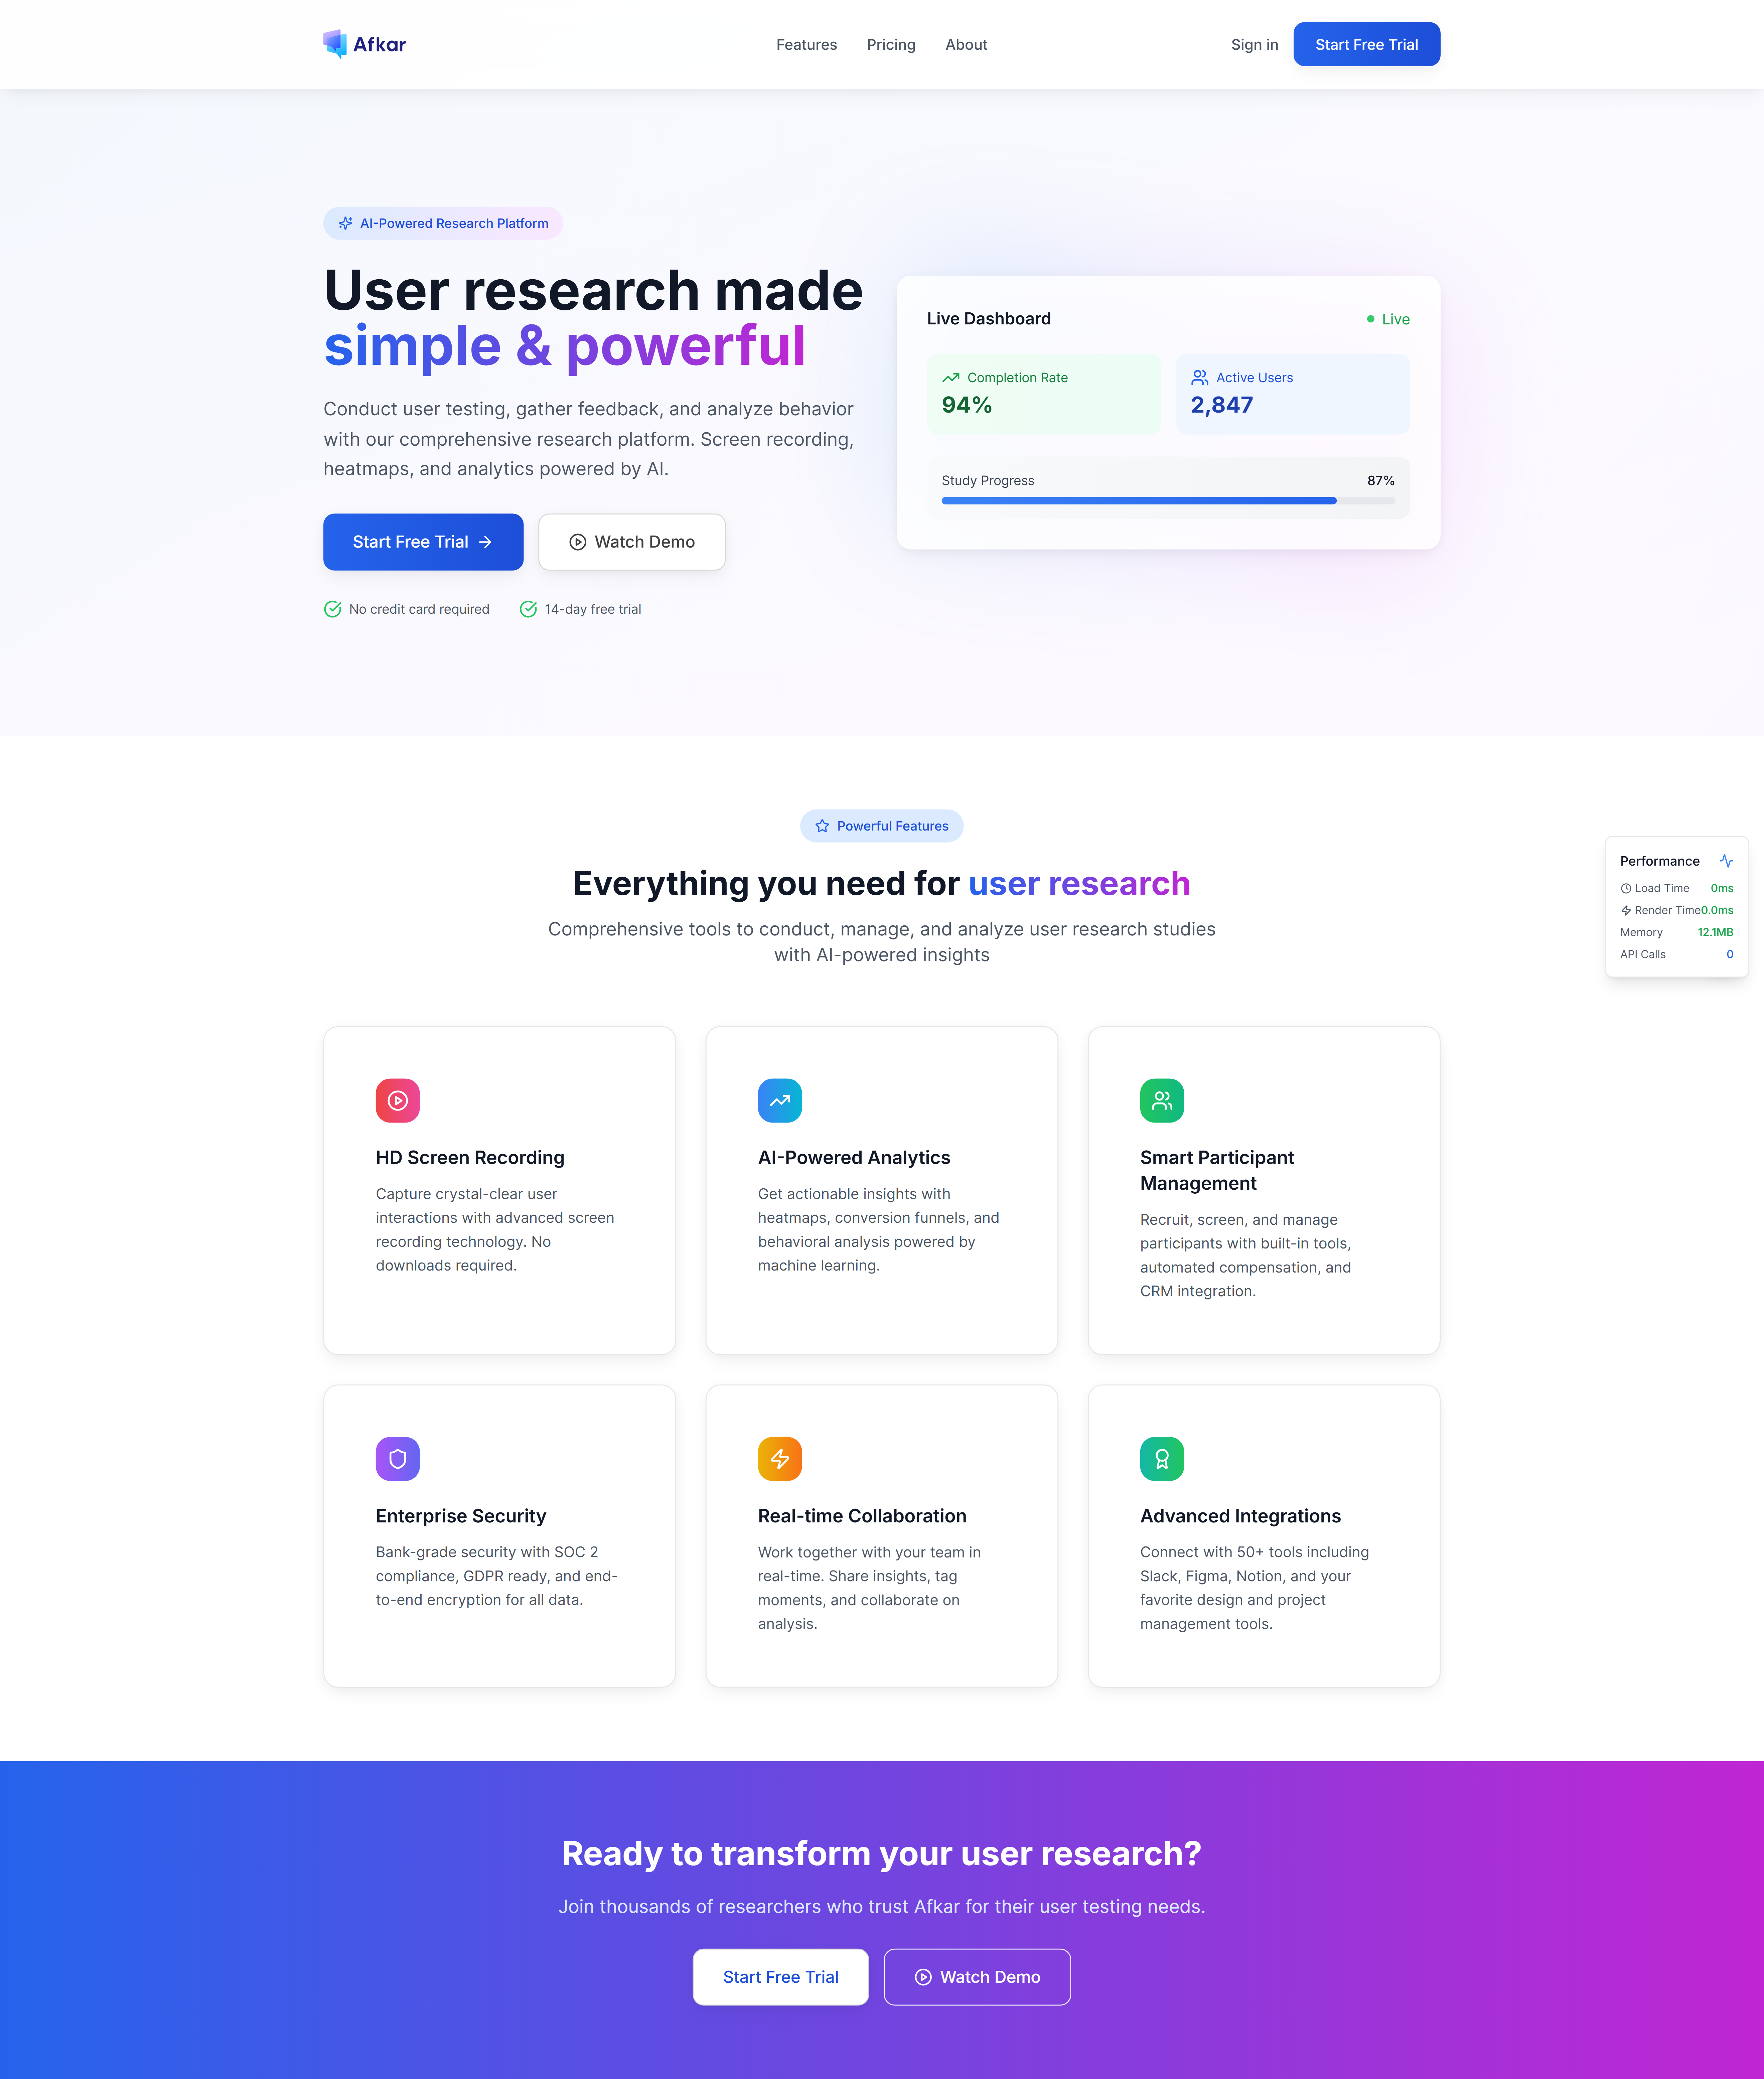 Afkar
Features
Pricing
About
Sign in
Start Free Trial
AI-Powered Research Platform
User research made
simple & powerful
Conduct user testing, gather feedback, and analyze behavior
with our comprehensive research platform. Screen recording,
heatmaps, and analytics powered by AI.
Start Free Trial
Watch Demo
No credit card required
14-day free trial
Live Dashboard
Live
Completion Rate
94%
Active Users
2,847
Study Progress
87%
Powerful Features
Everything you need for user research
Comprehensive tools to conduct, manage, and analyze user research studies
with AI-powered insights
Performance
Load Time 0ms
Render Time 0.0ms
Memory 12.1MB
API Calls 0
HD Screen Recording
Capture crystal-clear user
interactions with advanced screen
recording technology. No
downloads required.
AI-Powered Analytics
Get actionable insights with
heatmaps, conversion funnels, and
behavioral analysis powered by
machine learning.
Smart Participant
Management
Recruit, screen, and manage
participants with built-in tools,
automated compensation, and
CRM integration.
Enterprise Security
Bank-grade security with SOC 2
compliance, GDPR ready, and end-
to-end encryption for all data.
Real-time Collaboration
Work together with your team in
real-time. Share insights, tag
moments, and collaborate on
analysis.
Advanced Integrations
Connect with 50+ tools including
Slack, Figma, Notion, and your
favorite design and project
management tools.
Ready to transform your user research?
Join thousands of researchers who trust Afkar for their user testing needs.
Start Free Trial
Watch Demo